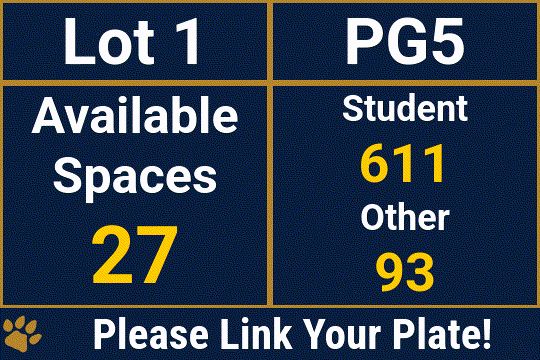 Lot 1
Available
Spaces
27
PG5
Student
611
Other
93
Please Link Your Plate!